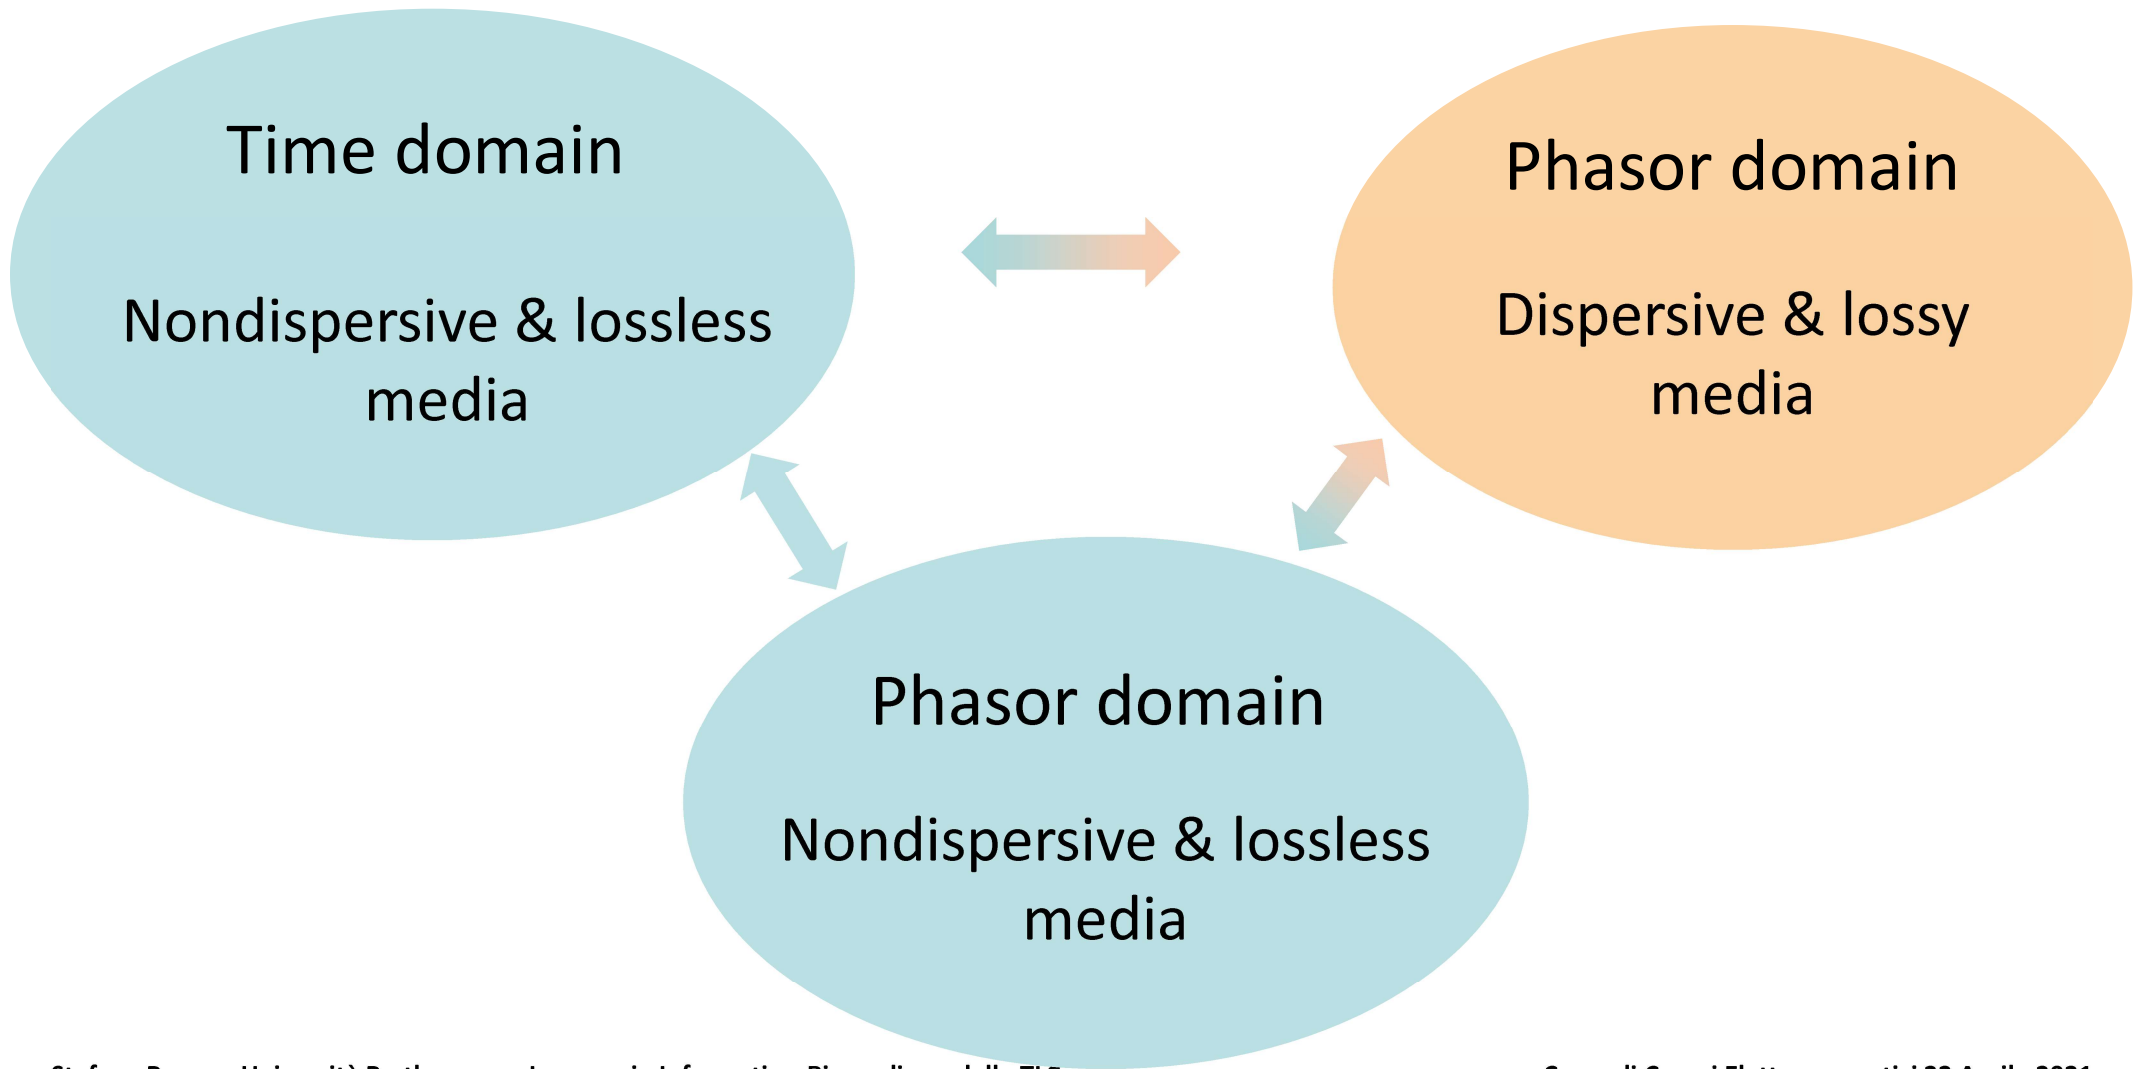 Time domain
Nondispersive & lossless
media
Phasor domain
Dispersive & lossy
media
Phasor domain
Nondispersive & lossless
media